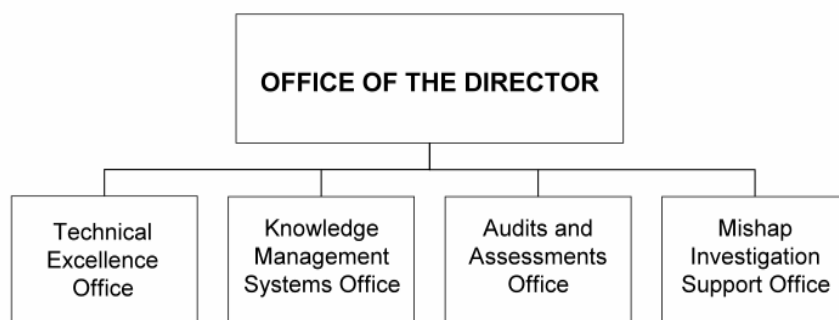 OFFICE OF THE DIRECTOR
Technical
Excellence
Office
Knowledge
Management
Systems Office
Audits and
Assessments
Office
Mishap
Investigation
Support Office